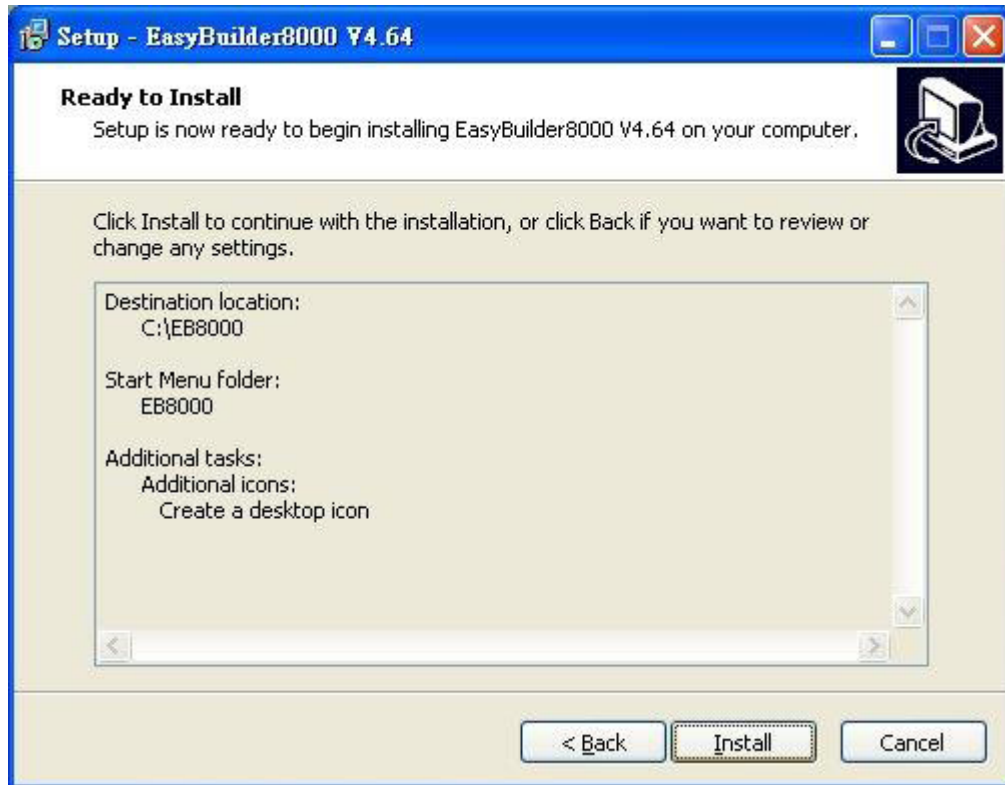 Setup - EasyBuilder8000 V4.64
Ready to Install
Setup is now ready to begin installing EasyBuilder8000 V4.64 on your computer.
Click Install to continue with the installation, or click Back if you want to review or
change any settings.
Destination location:
C:\EB8000
Start Menu folder:
EB8000
Additional tasks:
Additional icons:
Create a desktop icon
< Back
Install
Cancel